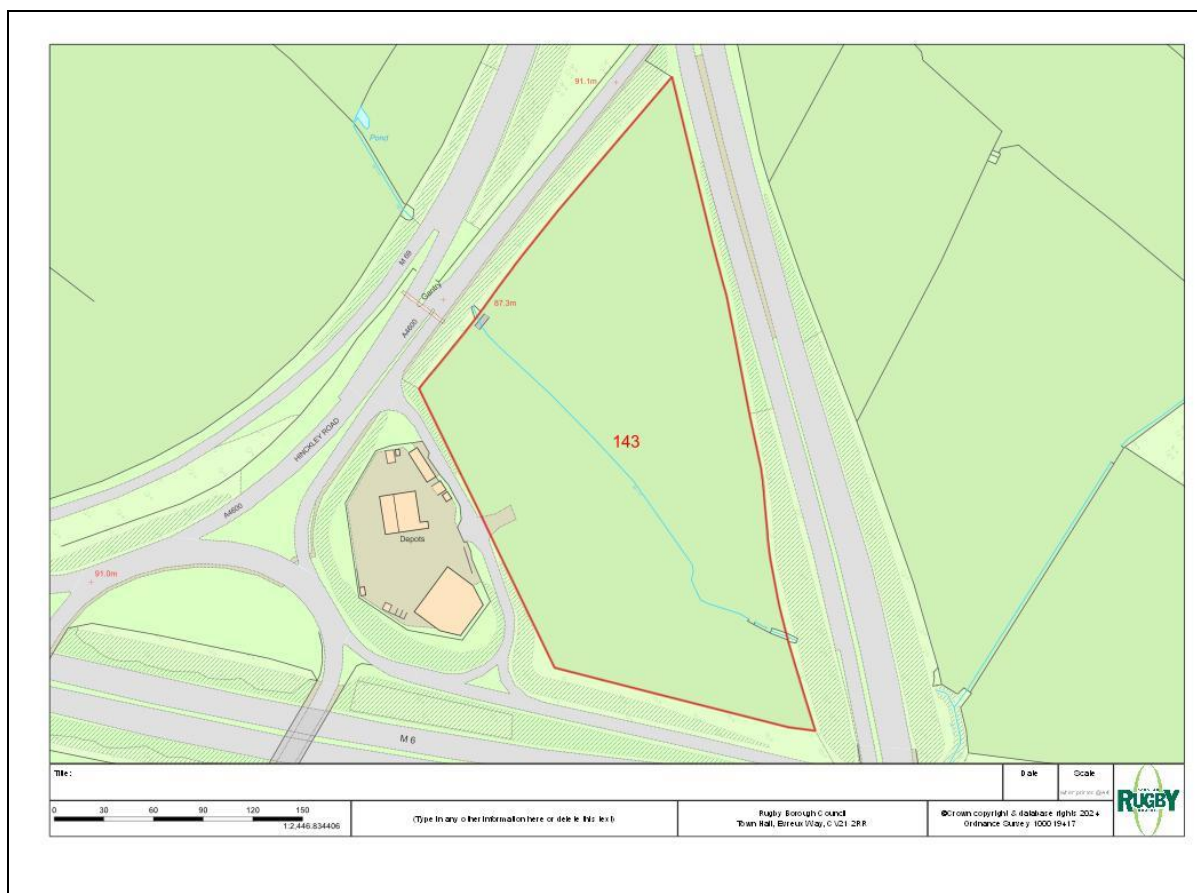 91.1m
Pond
M 69
Gantry
87.3m
A4600
143
HINCKLEY ROAD
A4600
Depots
91.0m
M 6
Title:
Date
Scale
0 30 60 90 120 150
1:2,446.834406
(Type in any other information here or delete this text)
Rugby Borough Council
Town Hall, Evreux Way, CV21 2RR
©Crown copyright & database rights 2024
Ordnance Survey 100019417
RUGBY